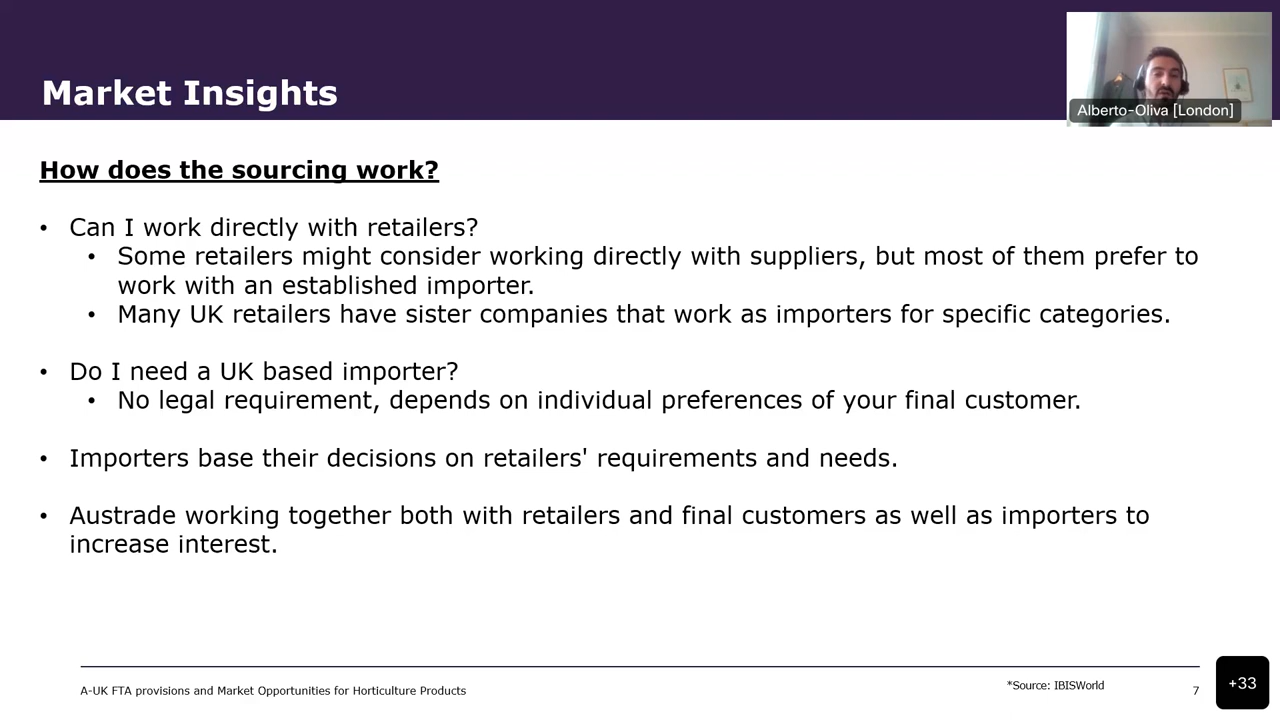 Market Insights
Alberto-Oliva [London]
How does the sourcing work?
• Can I work directly with retailers?
• Some retailers might consider working directly with suppliers, but most of them prefer to
work with an established importer.
• Many UK retailers have sister companies that work as importers for specific categories.
• Do I need a UK based importer?
• No legal requirement, depends on individual preferences of your final customer.
• Importers base their decisions on retailers' requirements and needs.
• Austrade working together both with retailers and final customers as well as importers to
increase interest.
A-UK FTA provisions and Market Opportunities for Horticulture Products
*Source: IBISWorld
7
+33